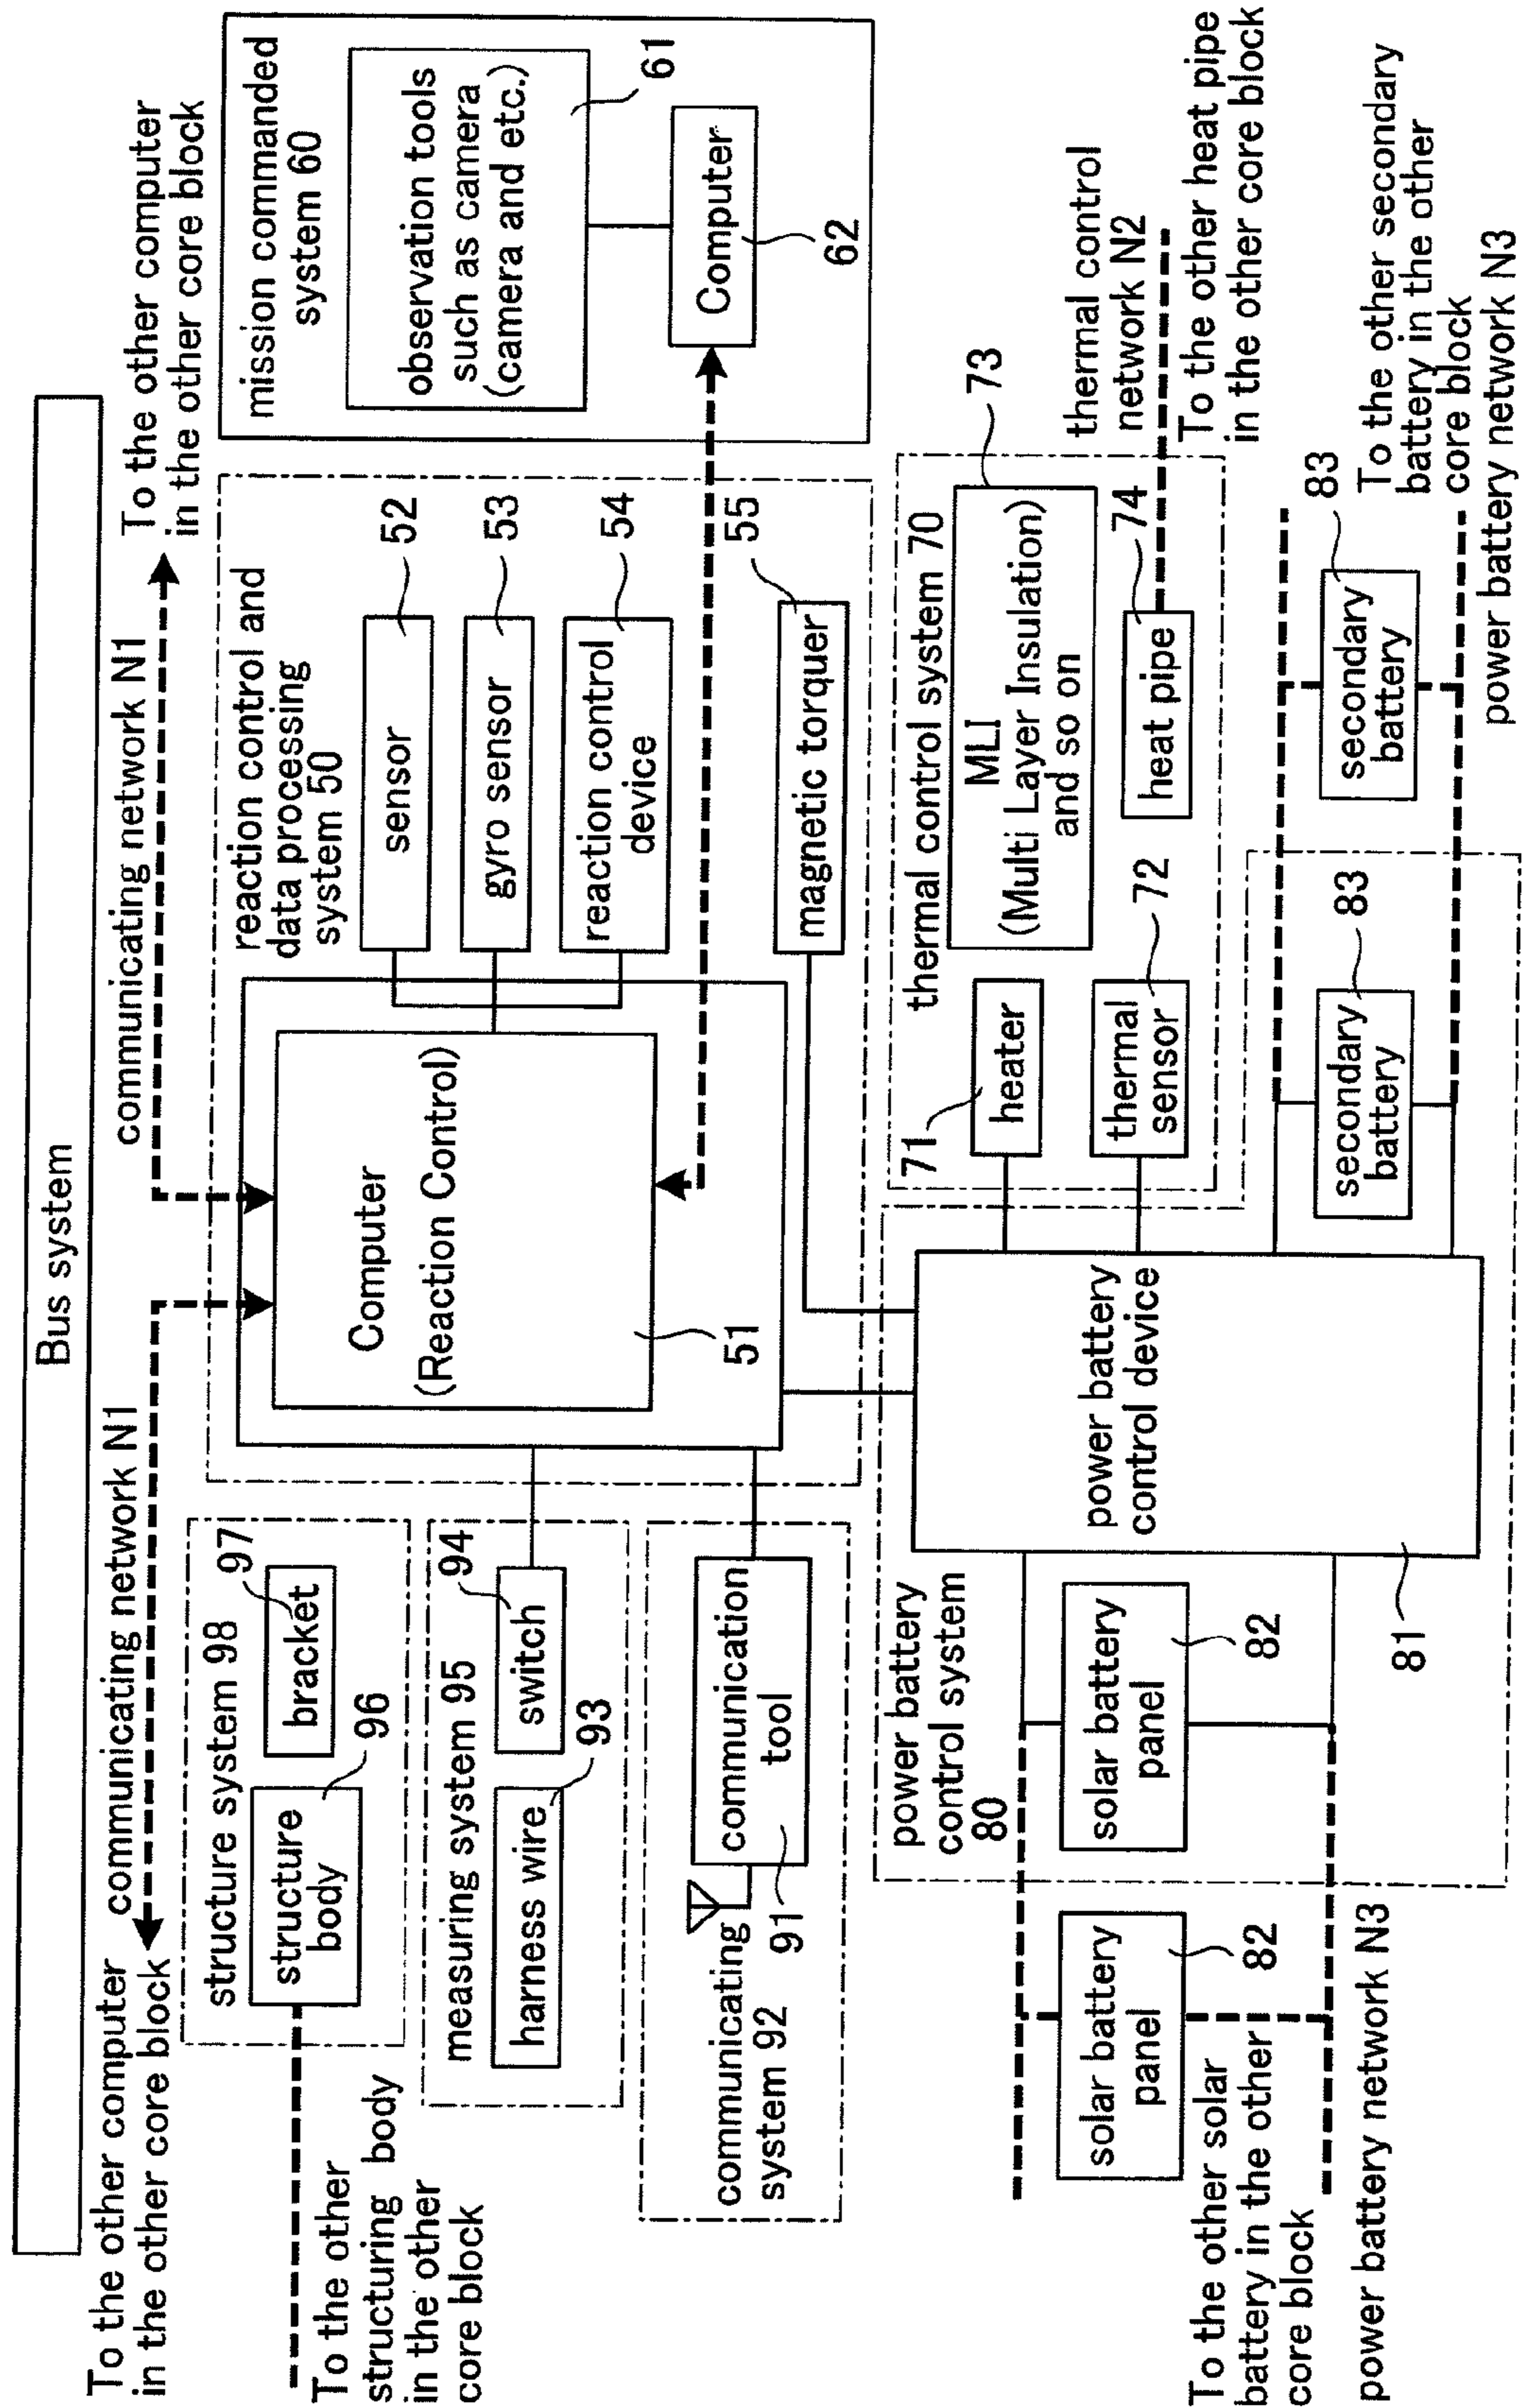 Bus system
To the other computer
in the other core block
communicating network N1
communicating network N1
To the other computer
in the other core block
structure system 98
structure
body
96
bracket
97
To the other
structuring body
in the other
core block
measuring system 95
harness wire
93
switch
94
communicating
system 92
communication
tool
91
reaction control and
data processing
system 50
Computer
(Reaction Control)
51
sensor
52
gyro sensor
53
reaction control
device
54
magnetic torquer
55
mission commanded
system 60
observation tools
such as camera
(camera and etc.)
61
Computer
62
thermal control system 70
71
heater
thermal
sensor
72
MLI
(Multi Layer Insulation)
and so on
73
heat pipe
74
thermal control
network N2
To the other heat pipe
in the other core block
power battery
control system
80
power battery
control device
81
solar battery
panel
82
solar battery
panel
82
To the other solar
battery in the other
core block
power battery network N3
secondary
battery
83
secondary
battery
83
To the other secondary
battery in the other
core block
power battery network N3